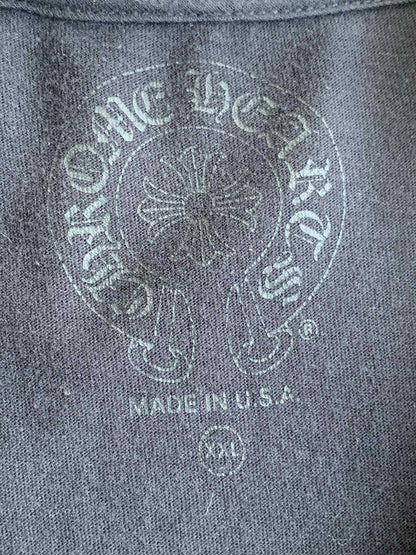 CHROME HEARTS
®
MADE IN U.S.A.
XXL